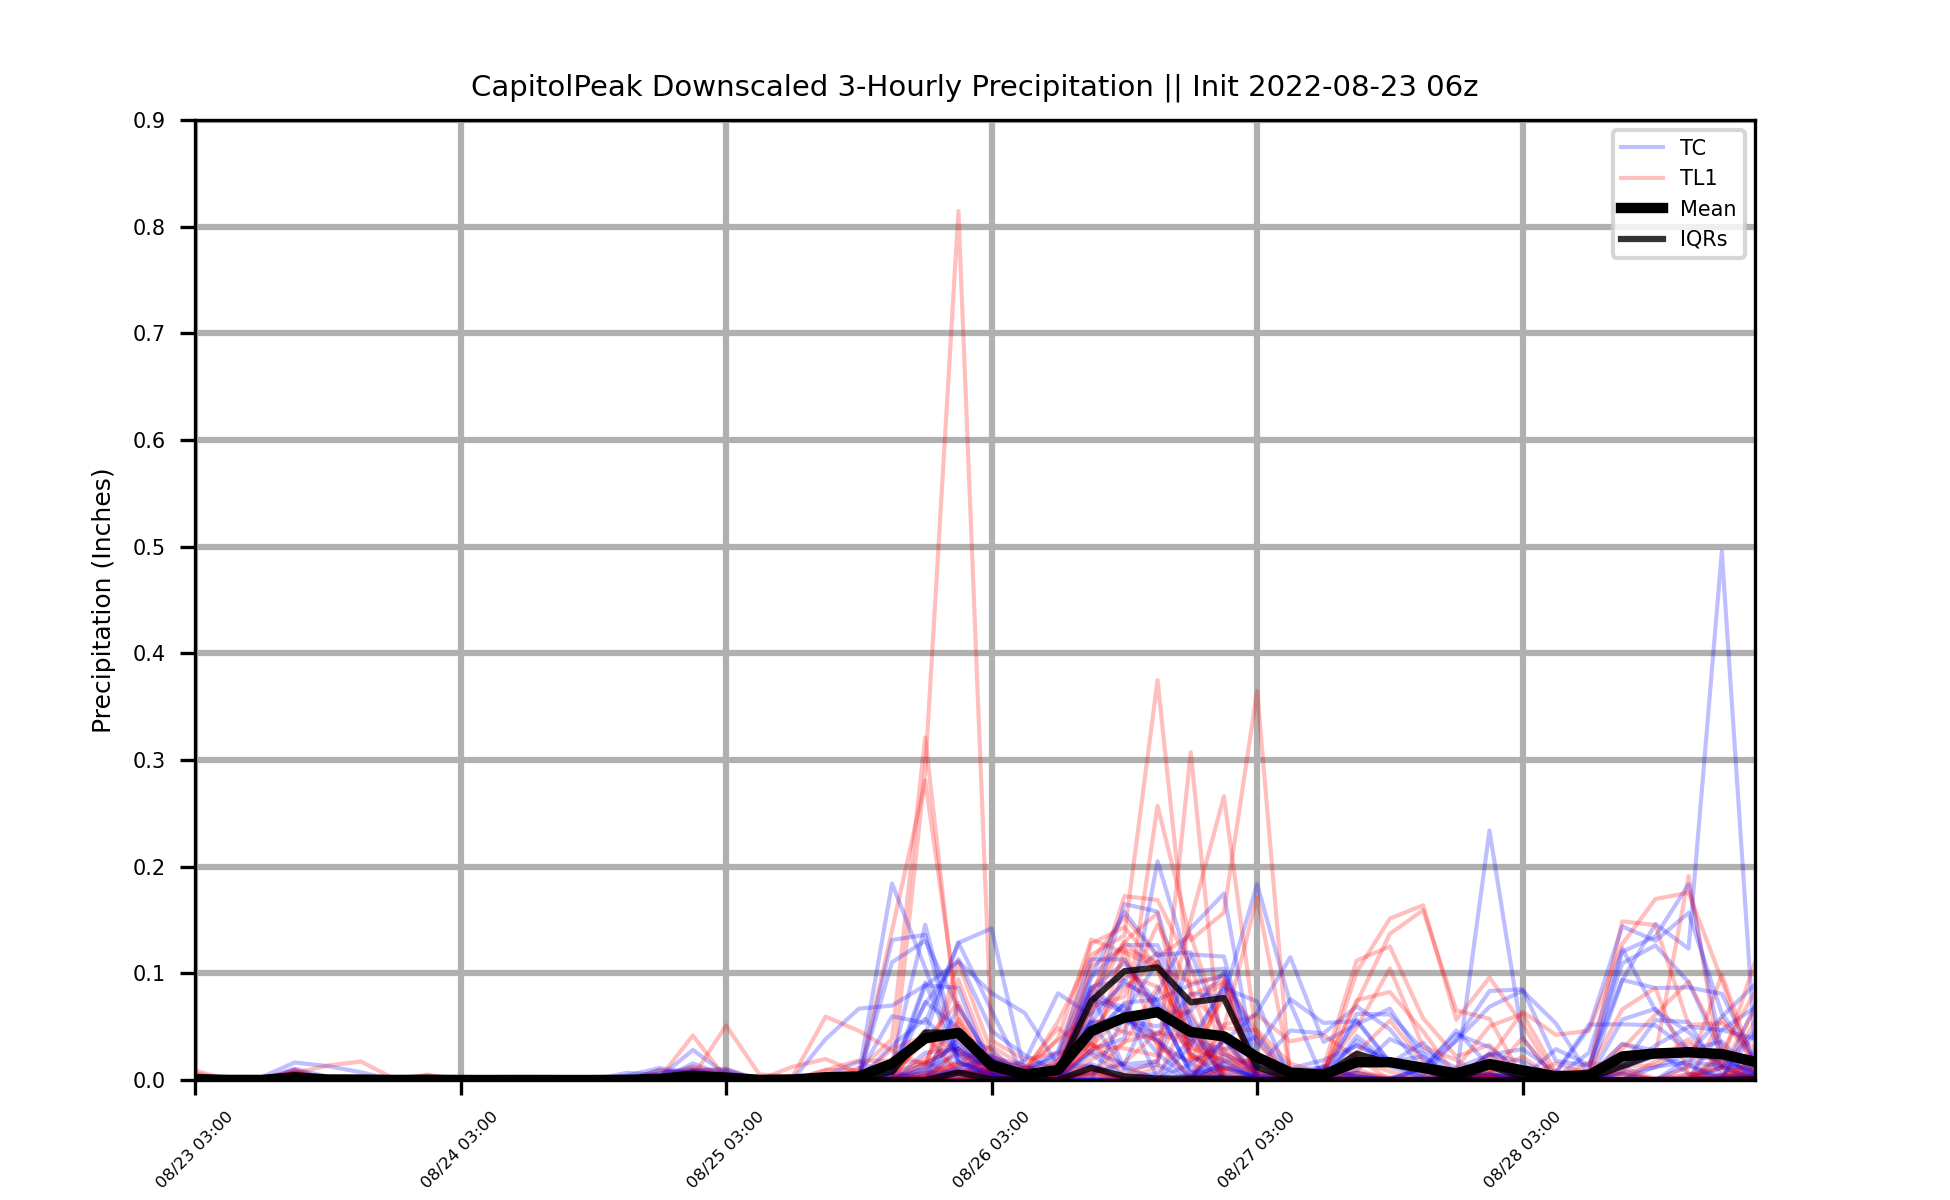 CapitolPeak Downscaled 3-Hourly Precipitation || Init 2022-08-23 06z
Precipitation (Inches)
0.9
0.8
0.7
0.6
0.5
0.4
0.3
0.2
0.1
0.0
TC
TL1
Mean
IQRs
08/23 03:00
08/24 03:00
08/25 03:00
08/26 03:00
08/27 03:00
08/28 03:00